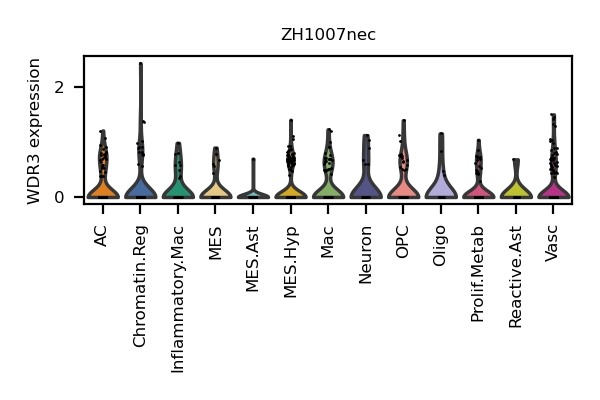 ZH1007nec
WDR3 expression
2
0
AC
Chromatin.Reg
Inflammatory.Mac
MES
MES.Ast
MES.Hyp
Mac
Neuron
OPC
Oligo
Prolif.Metab
Reactive.Ast
Vasc